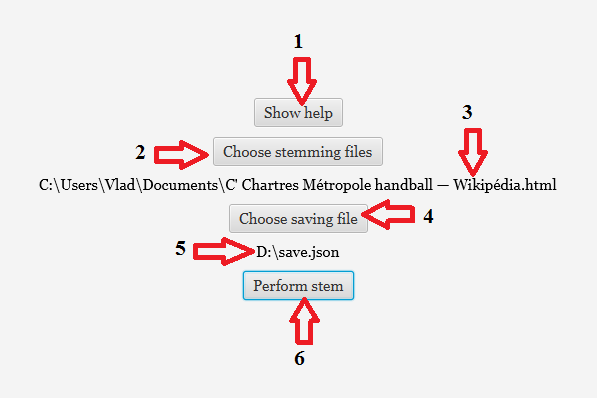 1
Show help
2
Choose stemming files
3
C:\Users\Vlad\Documents\C' Chartres Métropole handball — Wikipédia.html
Choose saving file
4
5
D:\save.json
Perform stem
6